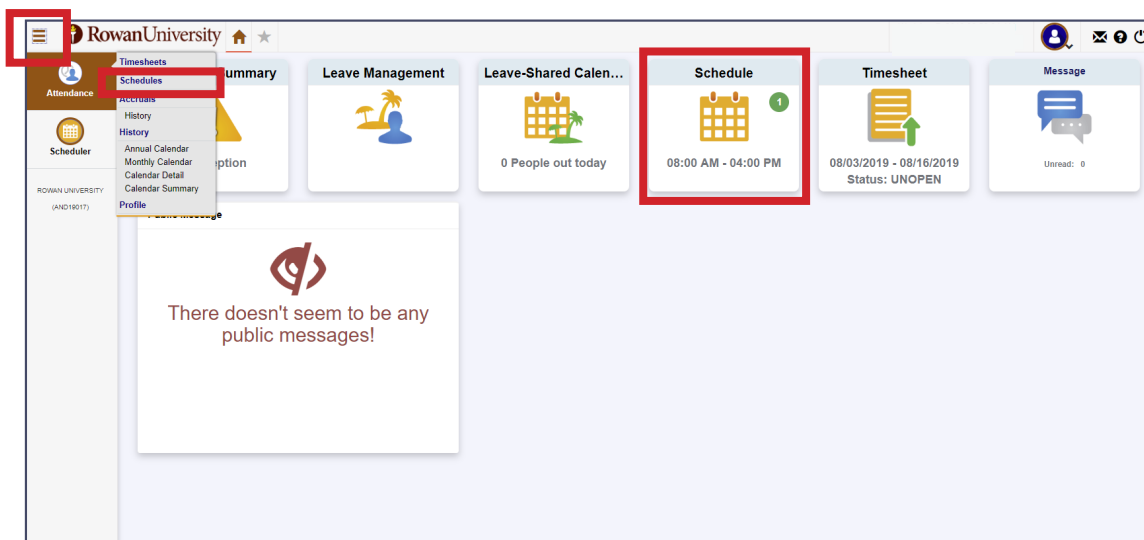 RowanUniversity
Attendance
Scheduler
ROWAN UNIVERSITY
(AND19017)
Timesheets
Schedules
Accruals
History
History
Annual Calendar
Monthly Calendar
Calendar Detail
Calendar Summary
Profile
ummary
ption
Leave Management
Leave-Shared Calen...
0 People out today
Schedule
1
08:00 AM - 04:00 PM
Timesheet
08/03/2019 - 08/16/2019
Status: UNOPEN
Message
Unread: 0
Public Message
There doesn't seem to be any
public messages!